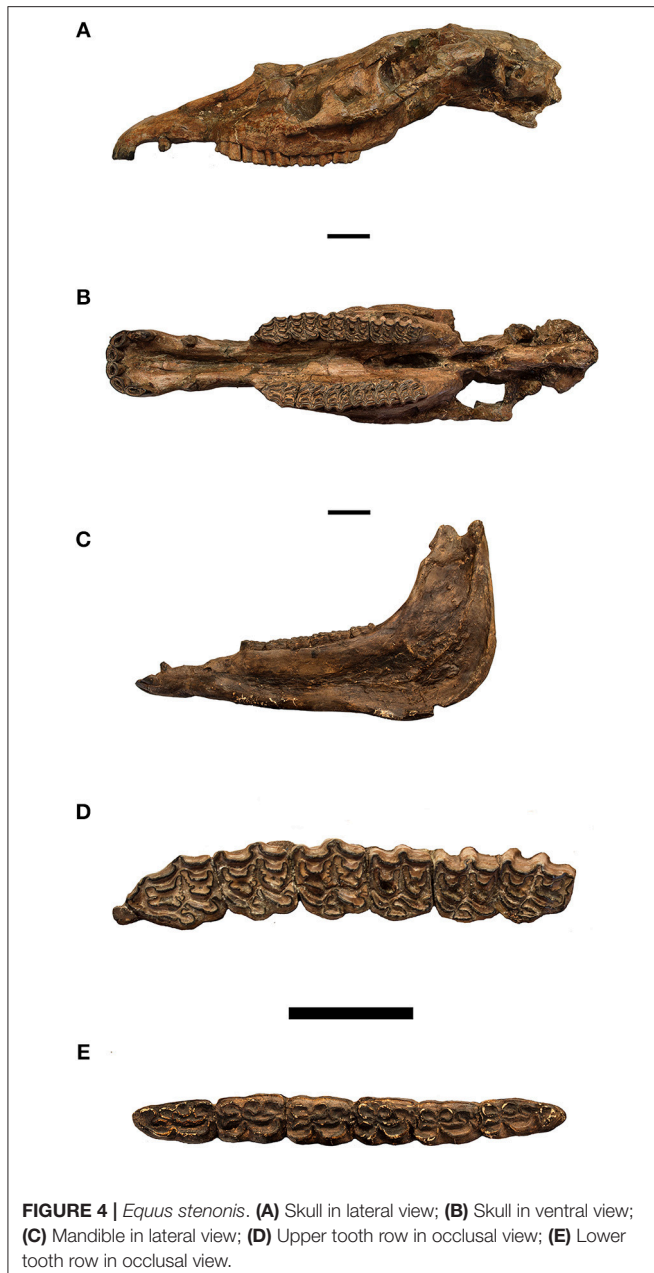 A
B
C
D
E
FIGURE 4 | Equus stenonis. (A) Skull in lateral view; (B) Skull in ventral view;
(C) Mandible in lateral view; (D) Upper tooth row in occlusal view; (E) Lower
tooth row in occlusal view.